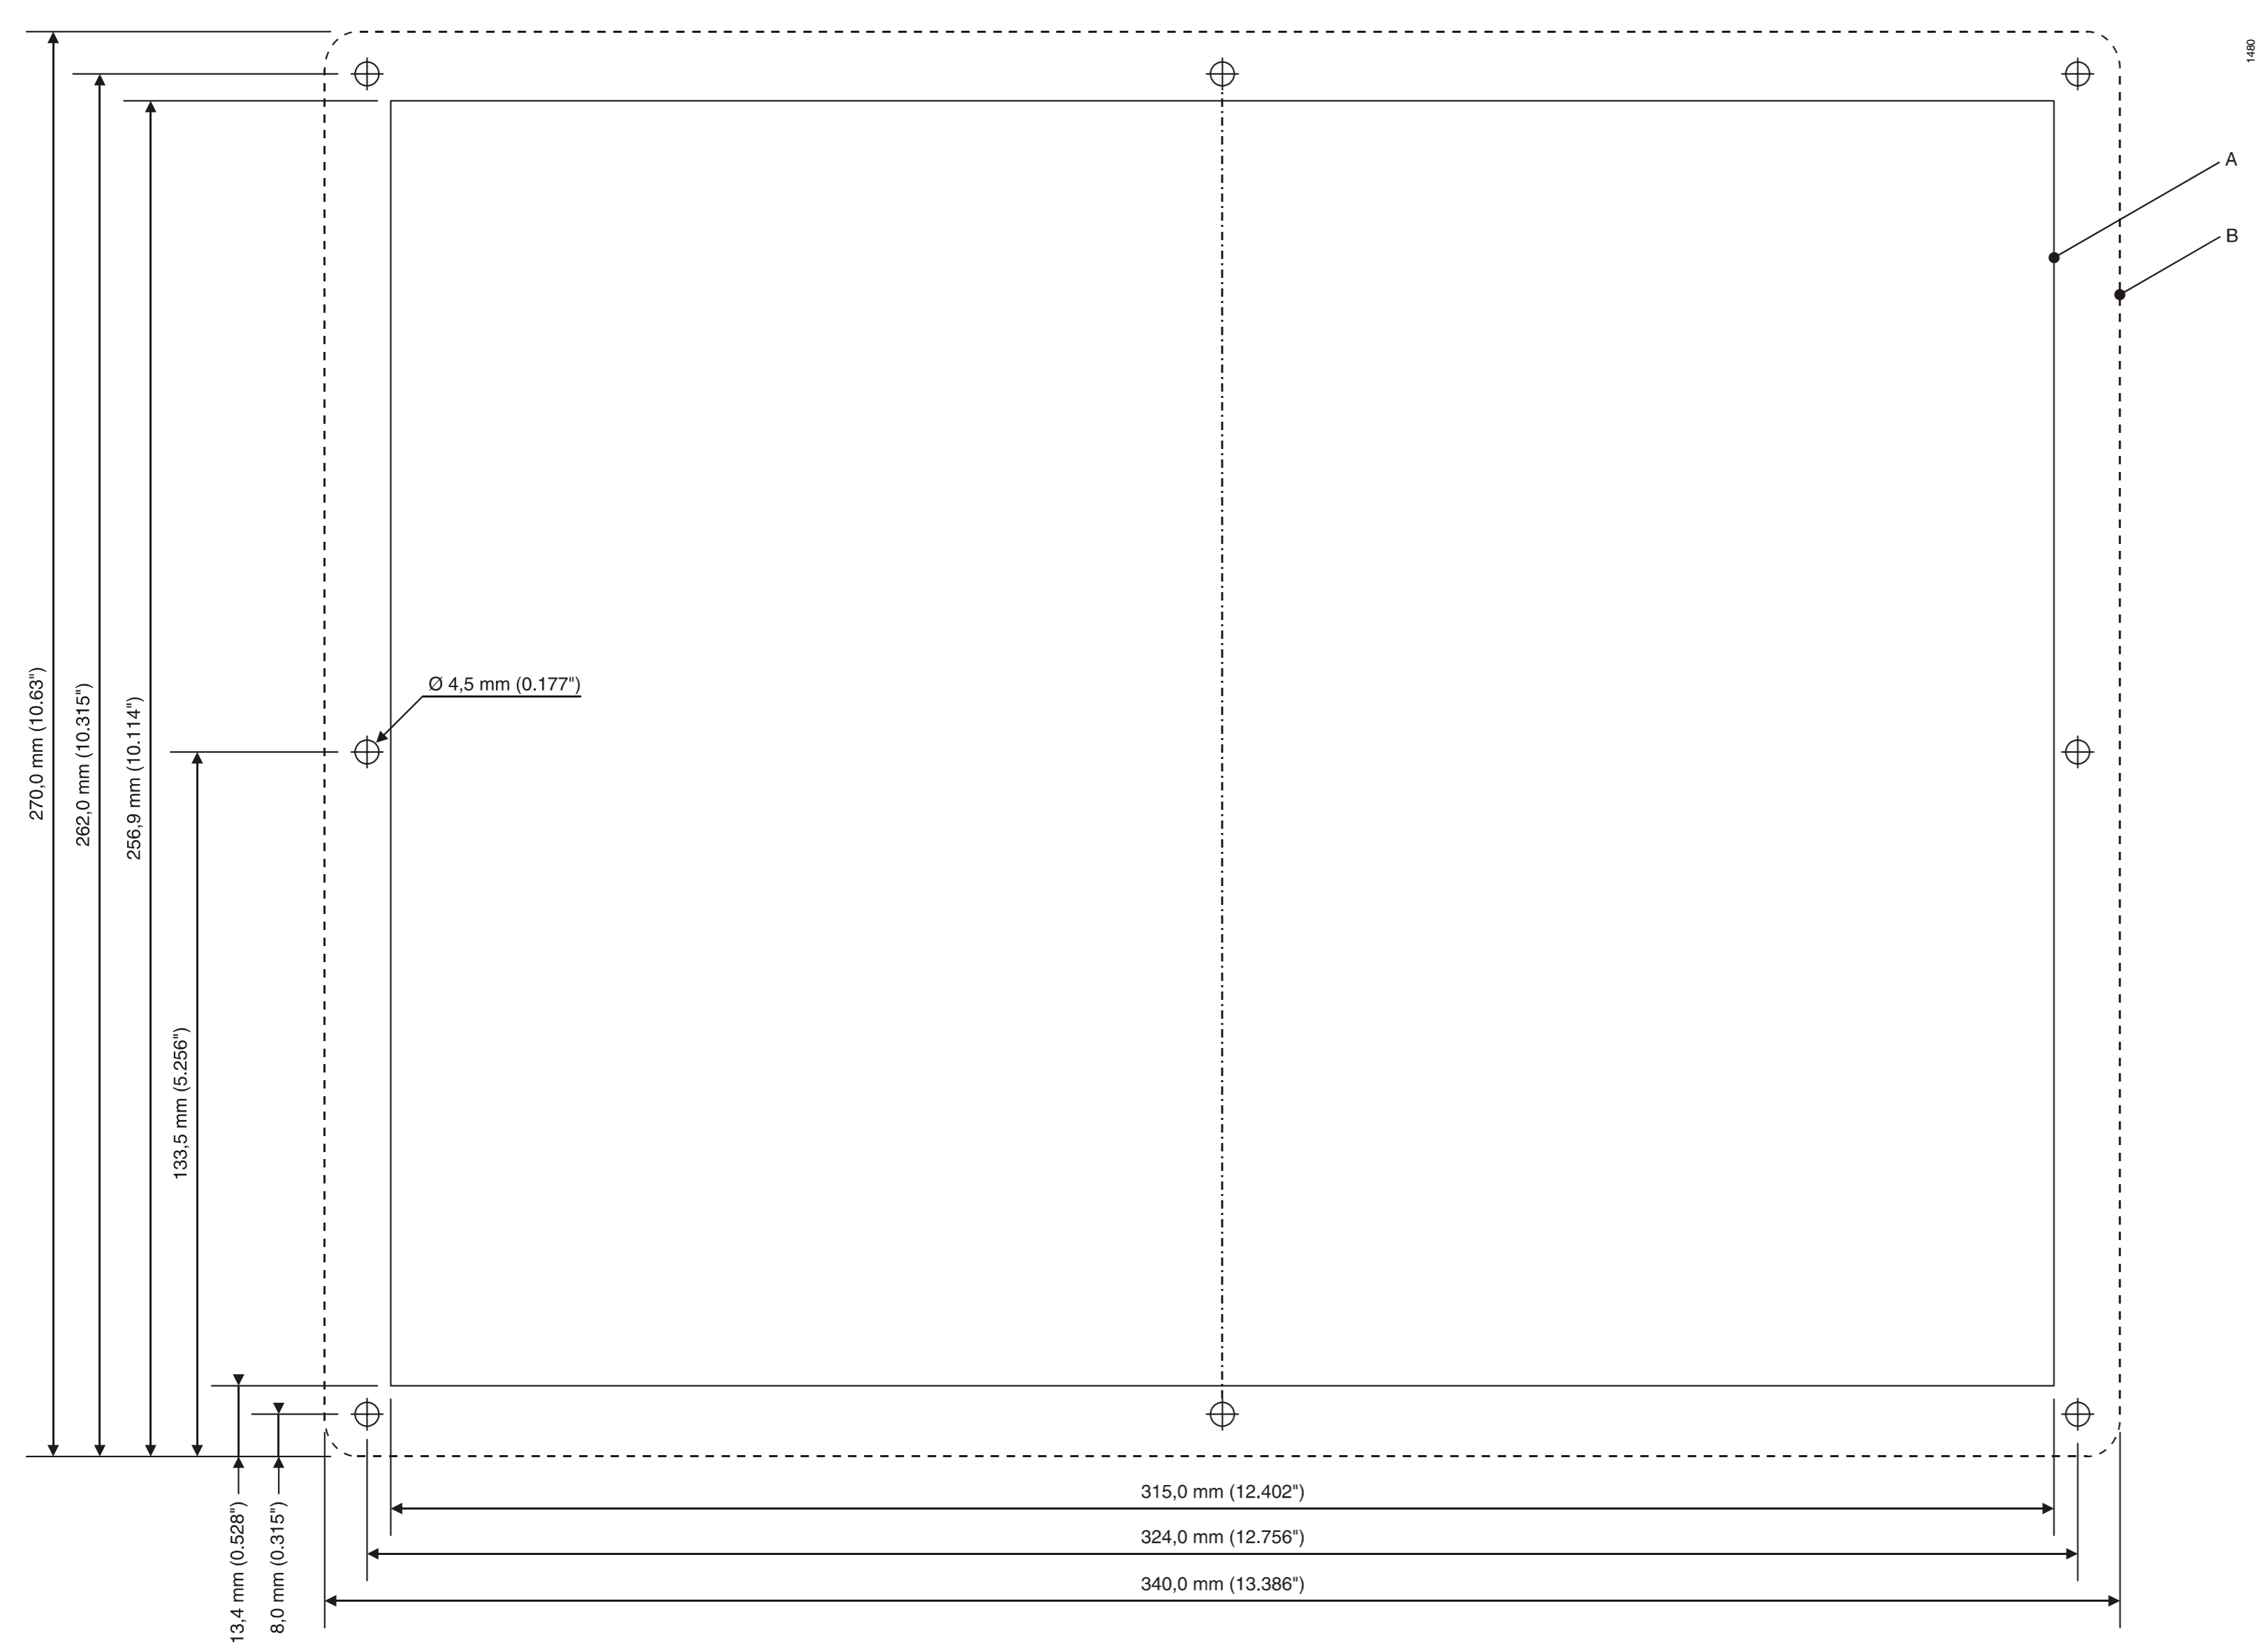 1480
A
B
Ø 4,5 mm (0.177")
270,0 mm (10.63")
262,0 mm (10.315")
256,9 mm (10.114")
133,5 mm (5.256")
13,4 mm (0.528")
8,0 mm (0.315")
315,0 mm (12.402")
324,0 mm (12.756")
340,0 mm (13.386")